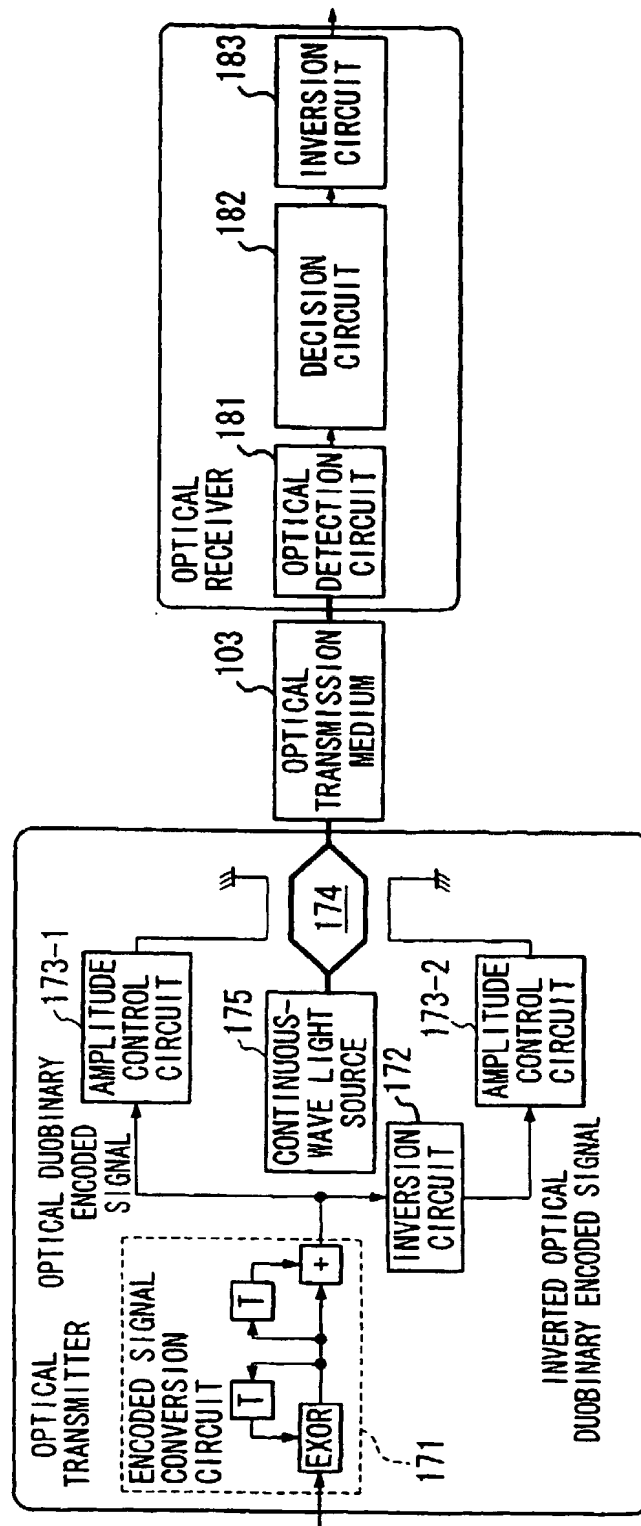 OPTICAL
TRANSMITTER
ENCODED SIGNAL
CONVERSION
CIRCUIT
EXOR
T
T
+
171
OPTICAL DUOBINARY
ENCODED
SIGNAL
173-1
AMPLITUDE
CONTROL
CIRCUIT
175
CONTINUOUS-
WAVE LIGHT
SOURCE
174
172
INVERSION
CIRCUIT
173-2
AMPLITUDE
CONTROL
CIRCUIT
INVERTED OPTICAL
DUOBINARY ENCODED SIGNAL
103
OPTICAL
TRANSMISSION
MEDIUM
OPTICAL
RECEIVER
181
OPTICAL
DETECTION
CIRCUIT
182
DECISION
CIRCUIT
183
INVERSION
CIRCUIT